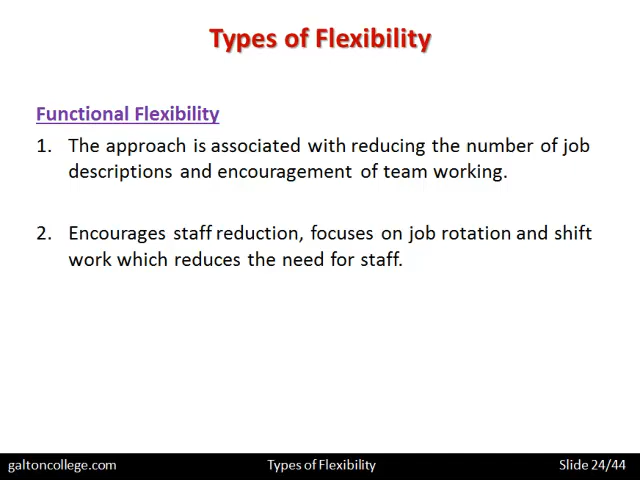 Types of Flexibility
Functional Flexibility
1. The approach is associated with reducing the number of job
descriptions and encouragement of team working.
2. Encourages staff reduction, focuses on job rotation and shift
work which reduces the need for staff.
galtoncollege.com Types of Flexibility Slide 24/44